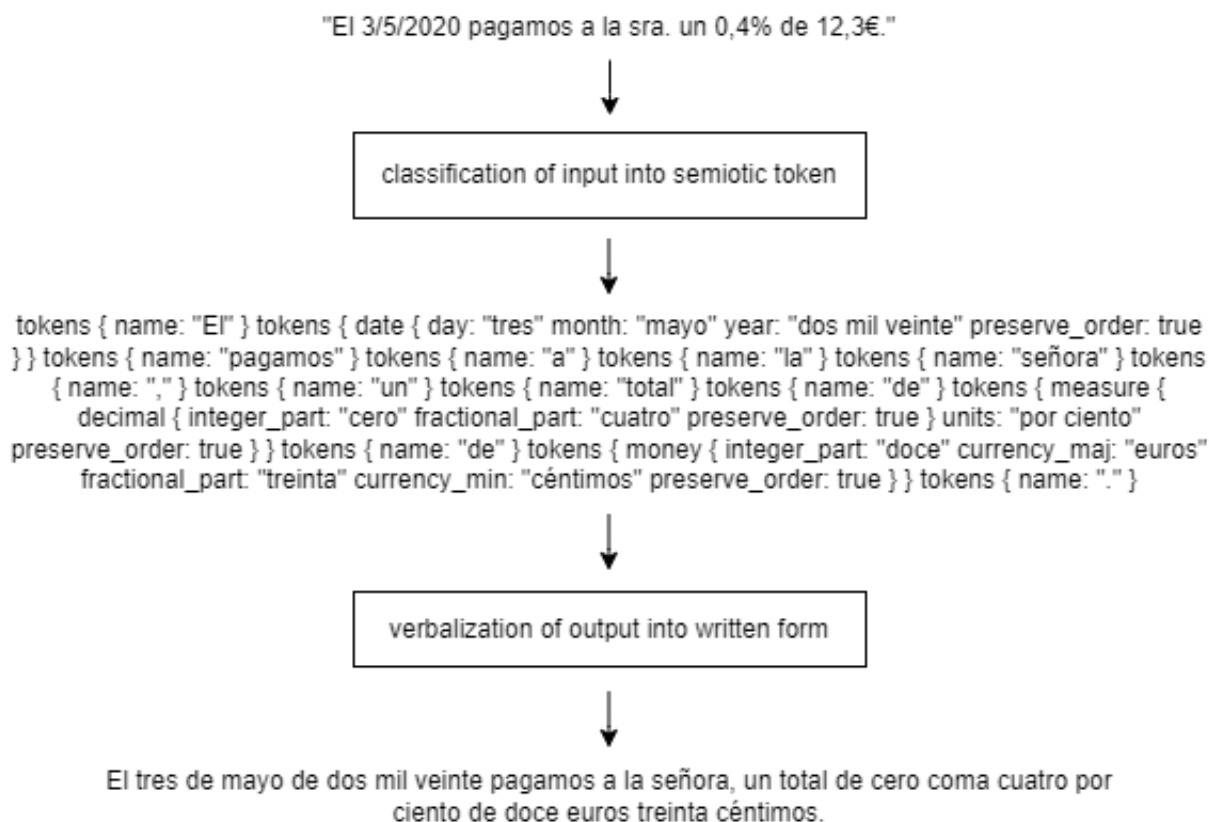 "El 3/5/2020 pagamos a la sra. un 0,4% de 12,3€."
classification of input into semiotic token
tokens { name: "El" } tokens { date { day: "tres" month: "mayo" year: "dos mil veinte" preserve_order: true
} } tokens { name: "pagamos" } tokens { name: "a" } tokens { name: "la" } tokens { name: "señora" } tokens
{ name: "," } tokens { name: "un" } tokens { name: "total" } tokens { name: "de" } tokens { measure {
decimal { integer_part: "cero" fractional_part: "cuatro" preserve_order: true } units: "por ciento"
preserve_order: true } } tokens { name: "de" } tokens { money { integer_part: "doce" currency_maj: "euros"
fractional_part: "treinta" currency_min: "céntimos" preserve_order: true } } tokens { name: "." }
verbalization of output into written form
El tres de mayo de dos mil veinte pagamos a la señora, un total de cero coma cuatro por
ciento de doce euros treinta céntimos.